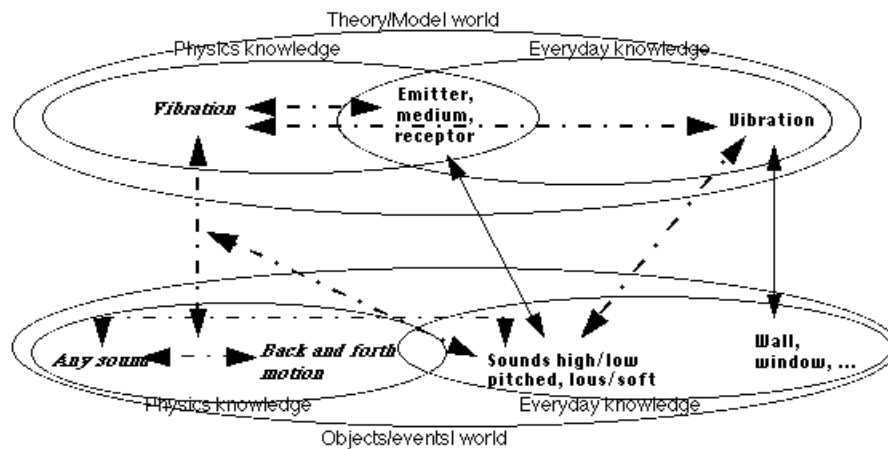 Theory/Model world
Physics knowledge
Everyday knowledge
Vibration
Emitter,
medium,
receptor
Vibration
Any sound
Back and forth
motion
Sounds high/low
pitched, lous/soft
Wall,
window, ...
Physics knowledge
Everyday knowledge
Objects/eventsl world